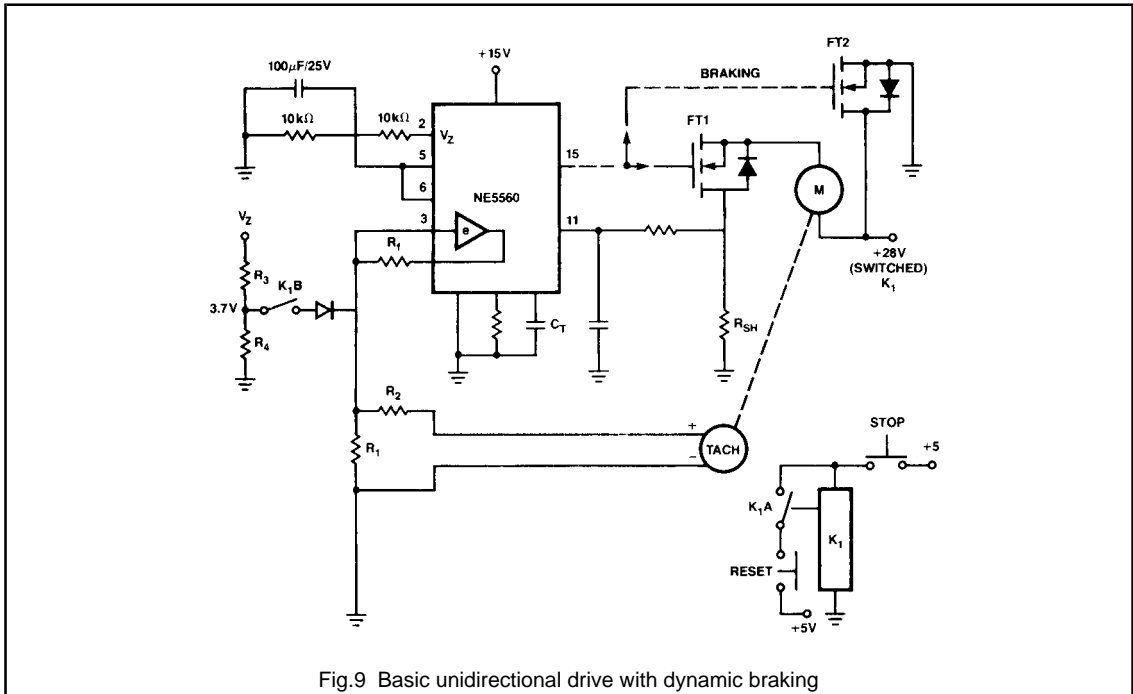 +15V
FT2
100μF/25V
BRAKING
10kΩ
10kΩ
2
VZ
FT1
5
15
6
NE5560
M
3
11
e
VZ
Rf
+28V
(SWITCHED)
K1
R3
K1B
3.7V
CT
RSH
R4
R2
STOP
+
+5
TACH
R1
–
K1A
K1
RESET
+5V
Fig.9 Basic unidirectional drive with dynamic braking